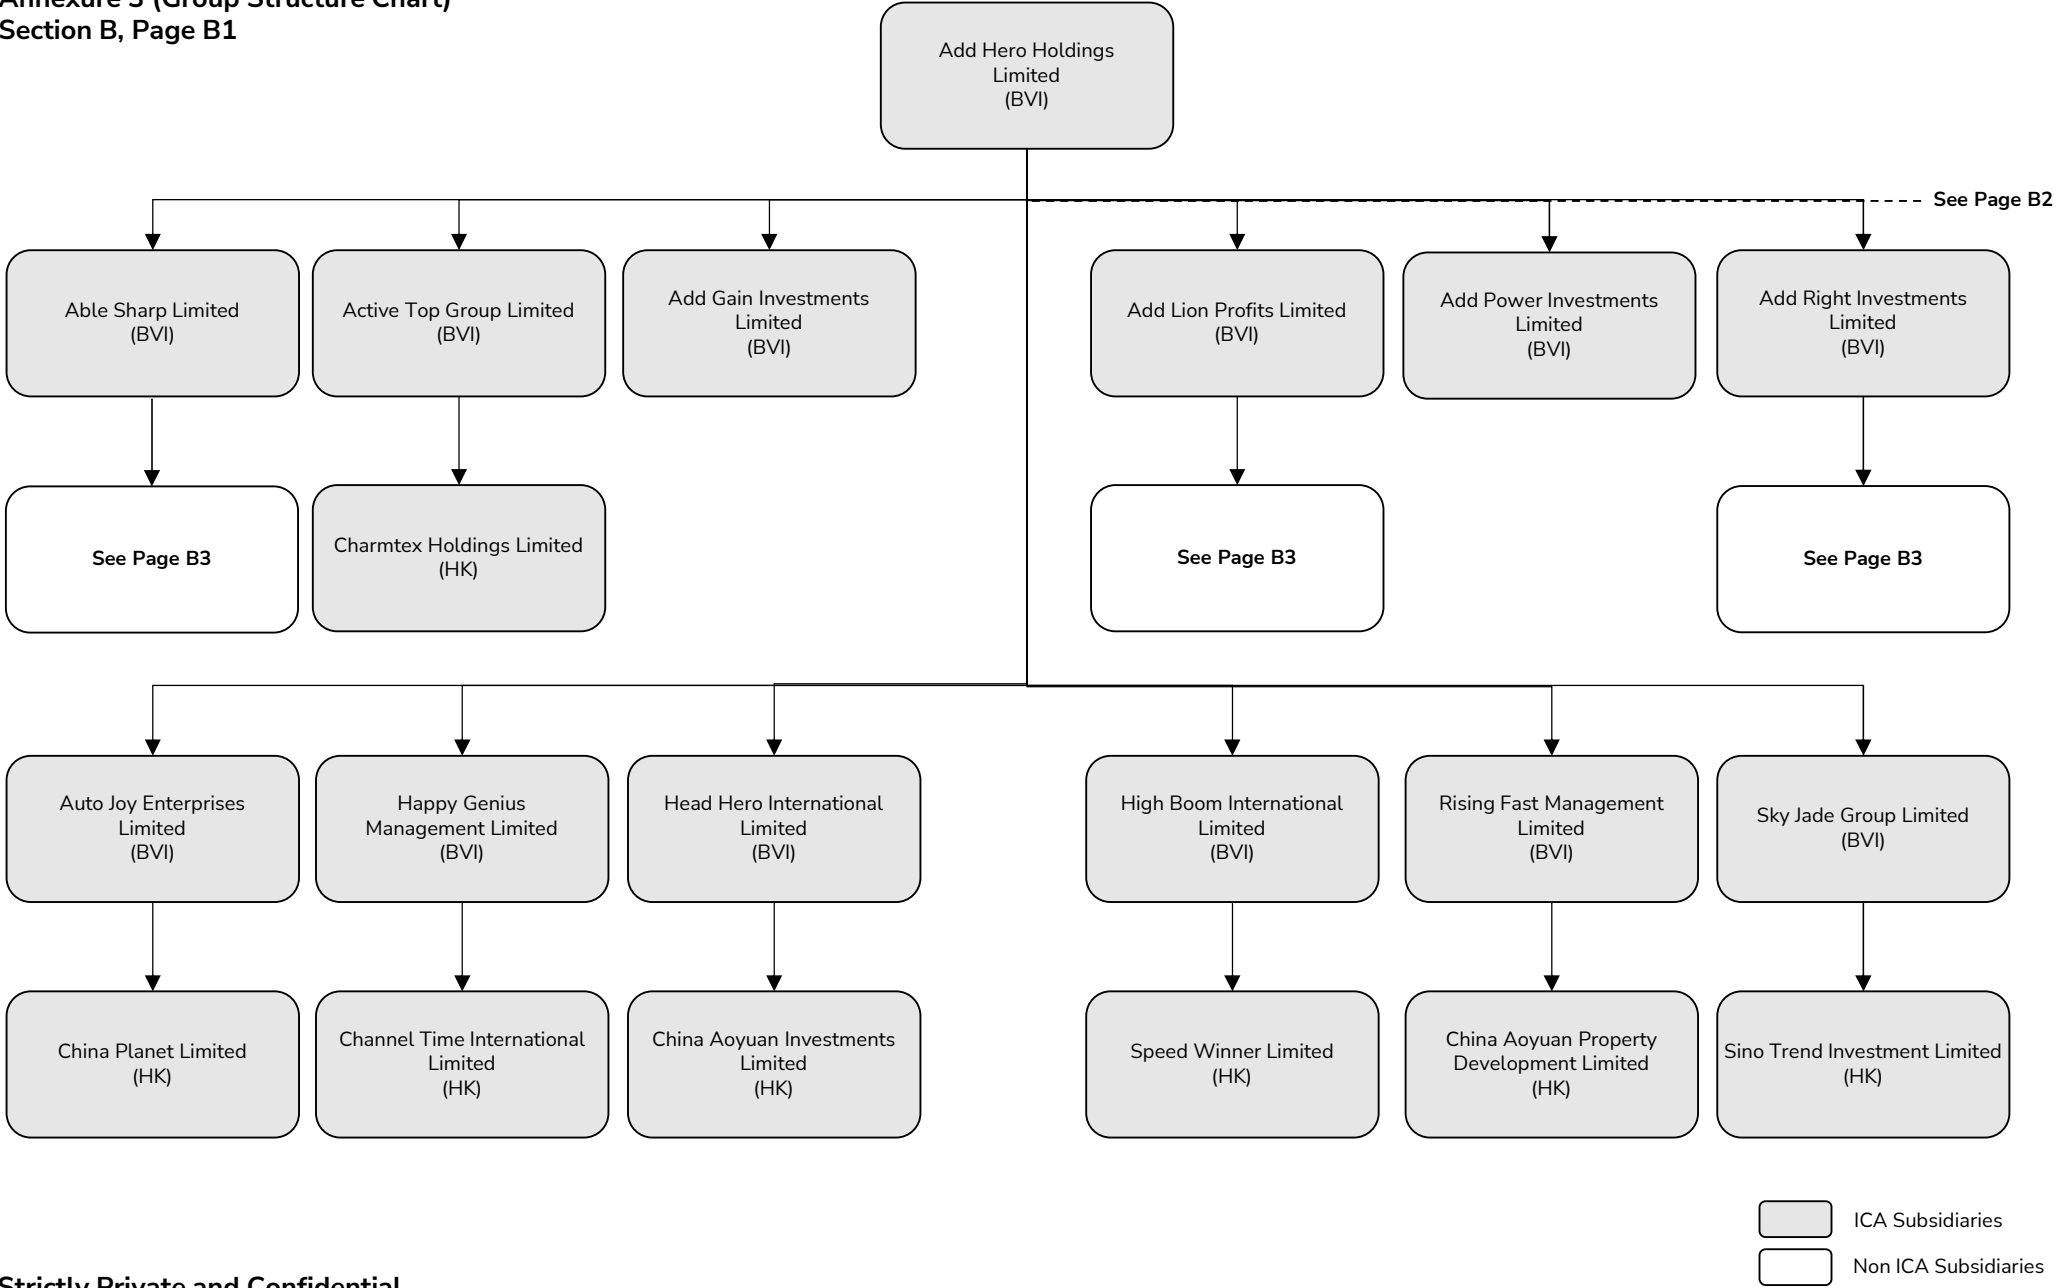 Annexure 3 (Group Structure Chart)
Section B, Page B1
Add Hero Holdings
Limited
(BVI)
See Page B2
Able Sharp Limited
(BVI)
Active Top Group Limited
(BVI)
Add Gain Investments
Limited
(BVI)
Add Lion Profits Limited
(BVI)
Add Power Investments
Limited
(BVI)
Add Right Investments
Limited
(BVI)
See Page B3
Charmtex Holdings Limited
(HK)
See Page B3
See Page B3
Auto Joy Enterprises
Limited
(BVI)
Happy Genius
Management Limited
(BVI)
Head Hero International
Limited
(BVI)
High Boom International
Limited
(BVI)
Rising Fast Management
Limited
(BVI)
Sky Jade Group Limited
(BVI)
China Planet Limited
(HK)
Channel Time International
Limited
(HK)
China Aoyuan Investments
Limited
(HK)
Speed Winner Limited
(HK)
China Aoyuan Property
Development Limited
(HK)
Sino Trend Investment Limited
(HK)
ICA Subsidiaries
Non ICA Subsidiaries
Strictly Private and Confidential